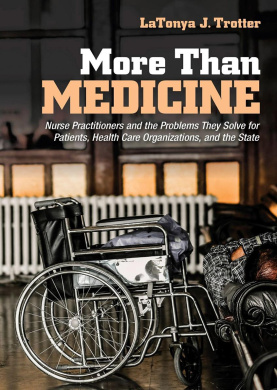 LaTonya J. Trotter
More Than
MEDICINE
Nurse Practitioners and the Problems They Solve for
Patients, Health Care Organizations, and the State